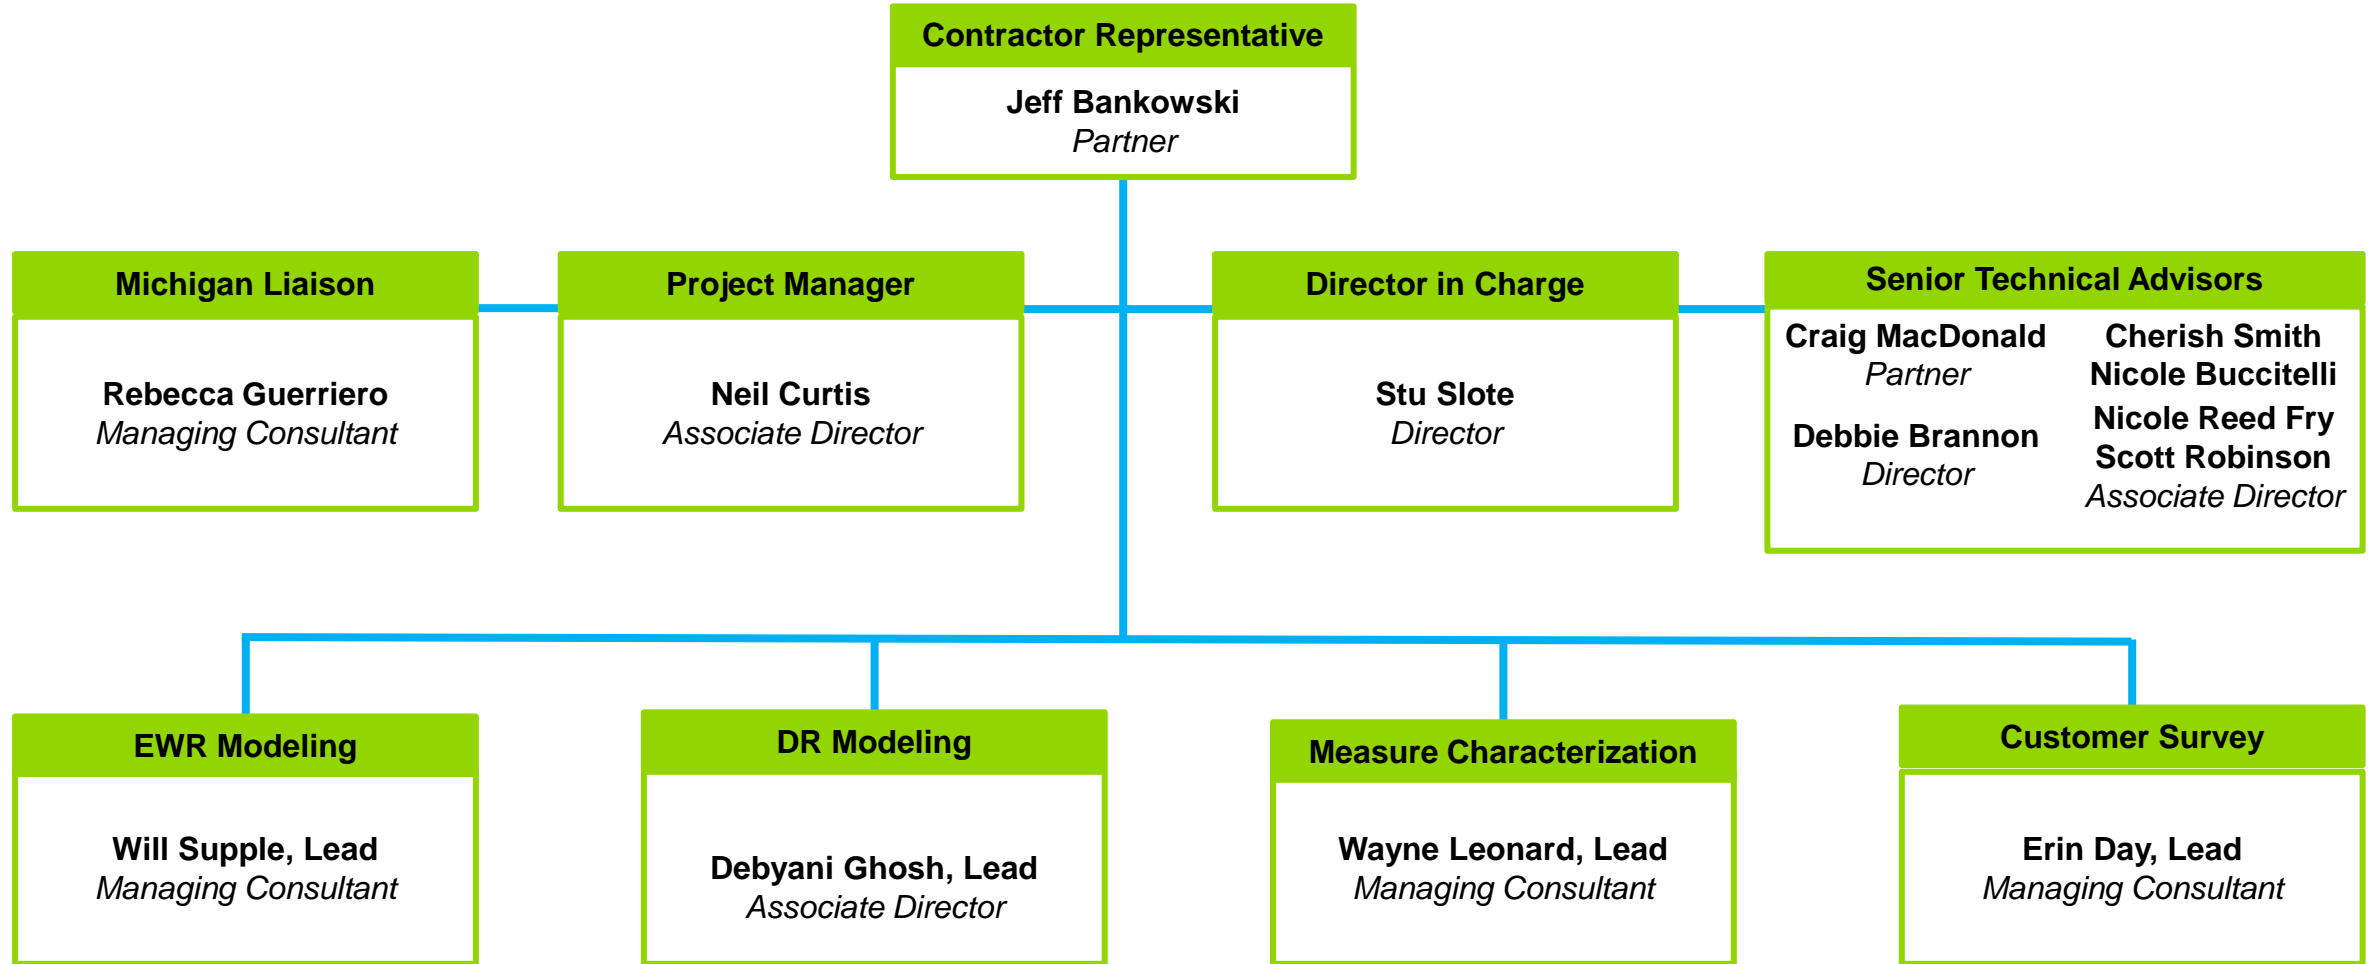 Contractor Representative
Jeff Bankowski
Partner
Michigan Liaison
Rebecca Guerriero
Managing Consultant
Project Manager
Neil Curtis
Associate Director
Director in Charge
Stu Slote
Director
Senior Technical Advisors
Craig MacDonald
Partner
Debbie Brannon
Director
Cherish Smith
Nicole Buccitelli
Nicole Reed Fry
Scott Robinson
Associate Director
EWR Modeling
Will Supple, Lead
Managing Consultant
DR Modeling
Debyani Ghosh, Lead
Associate Director
Measure Characterization
Wayne Leonard, Lead
Managing Consultant
Customer Survey
Erin Day, Lead
Managing Consultant